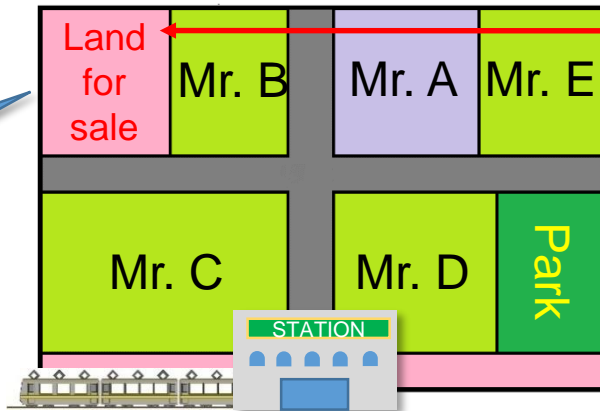 Land
for
sale
Mr. B
Mr. A
Mr. E
Mr. C
Mr. D
Park
STATION